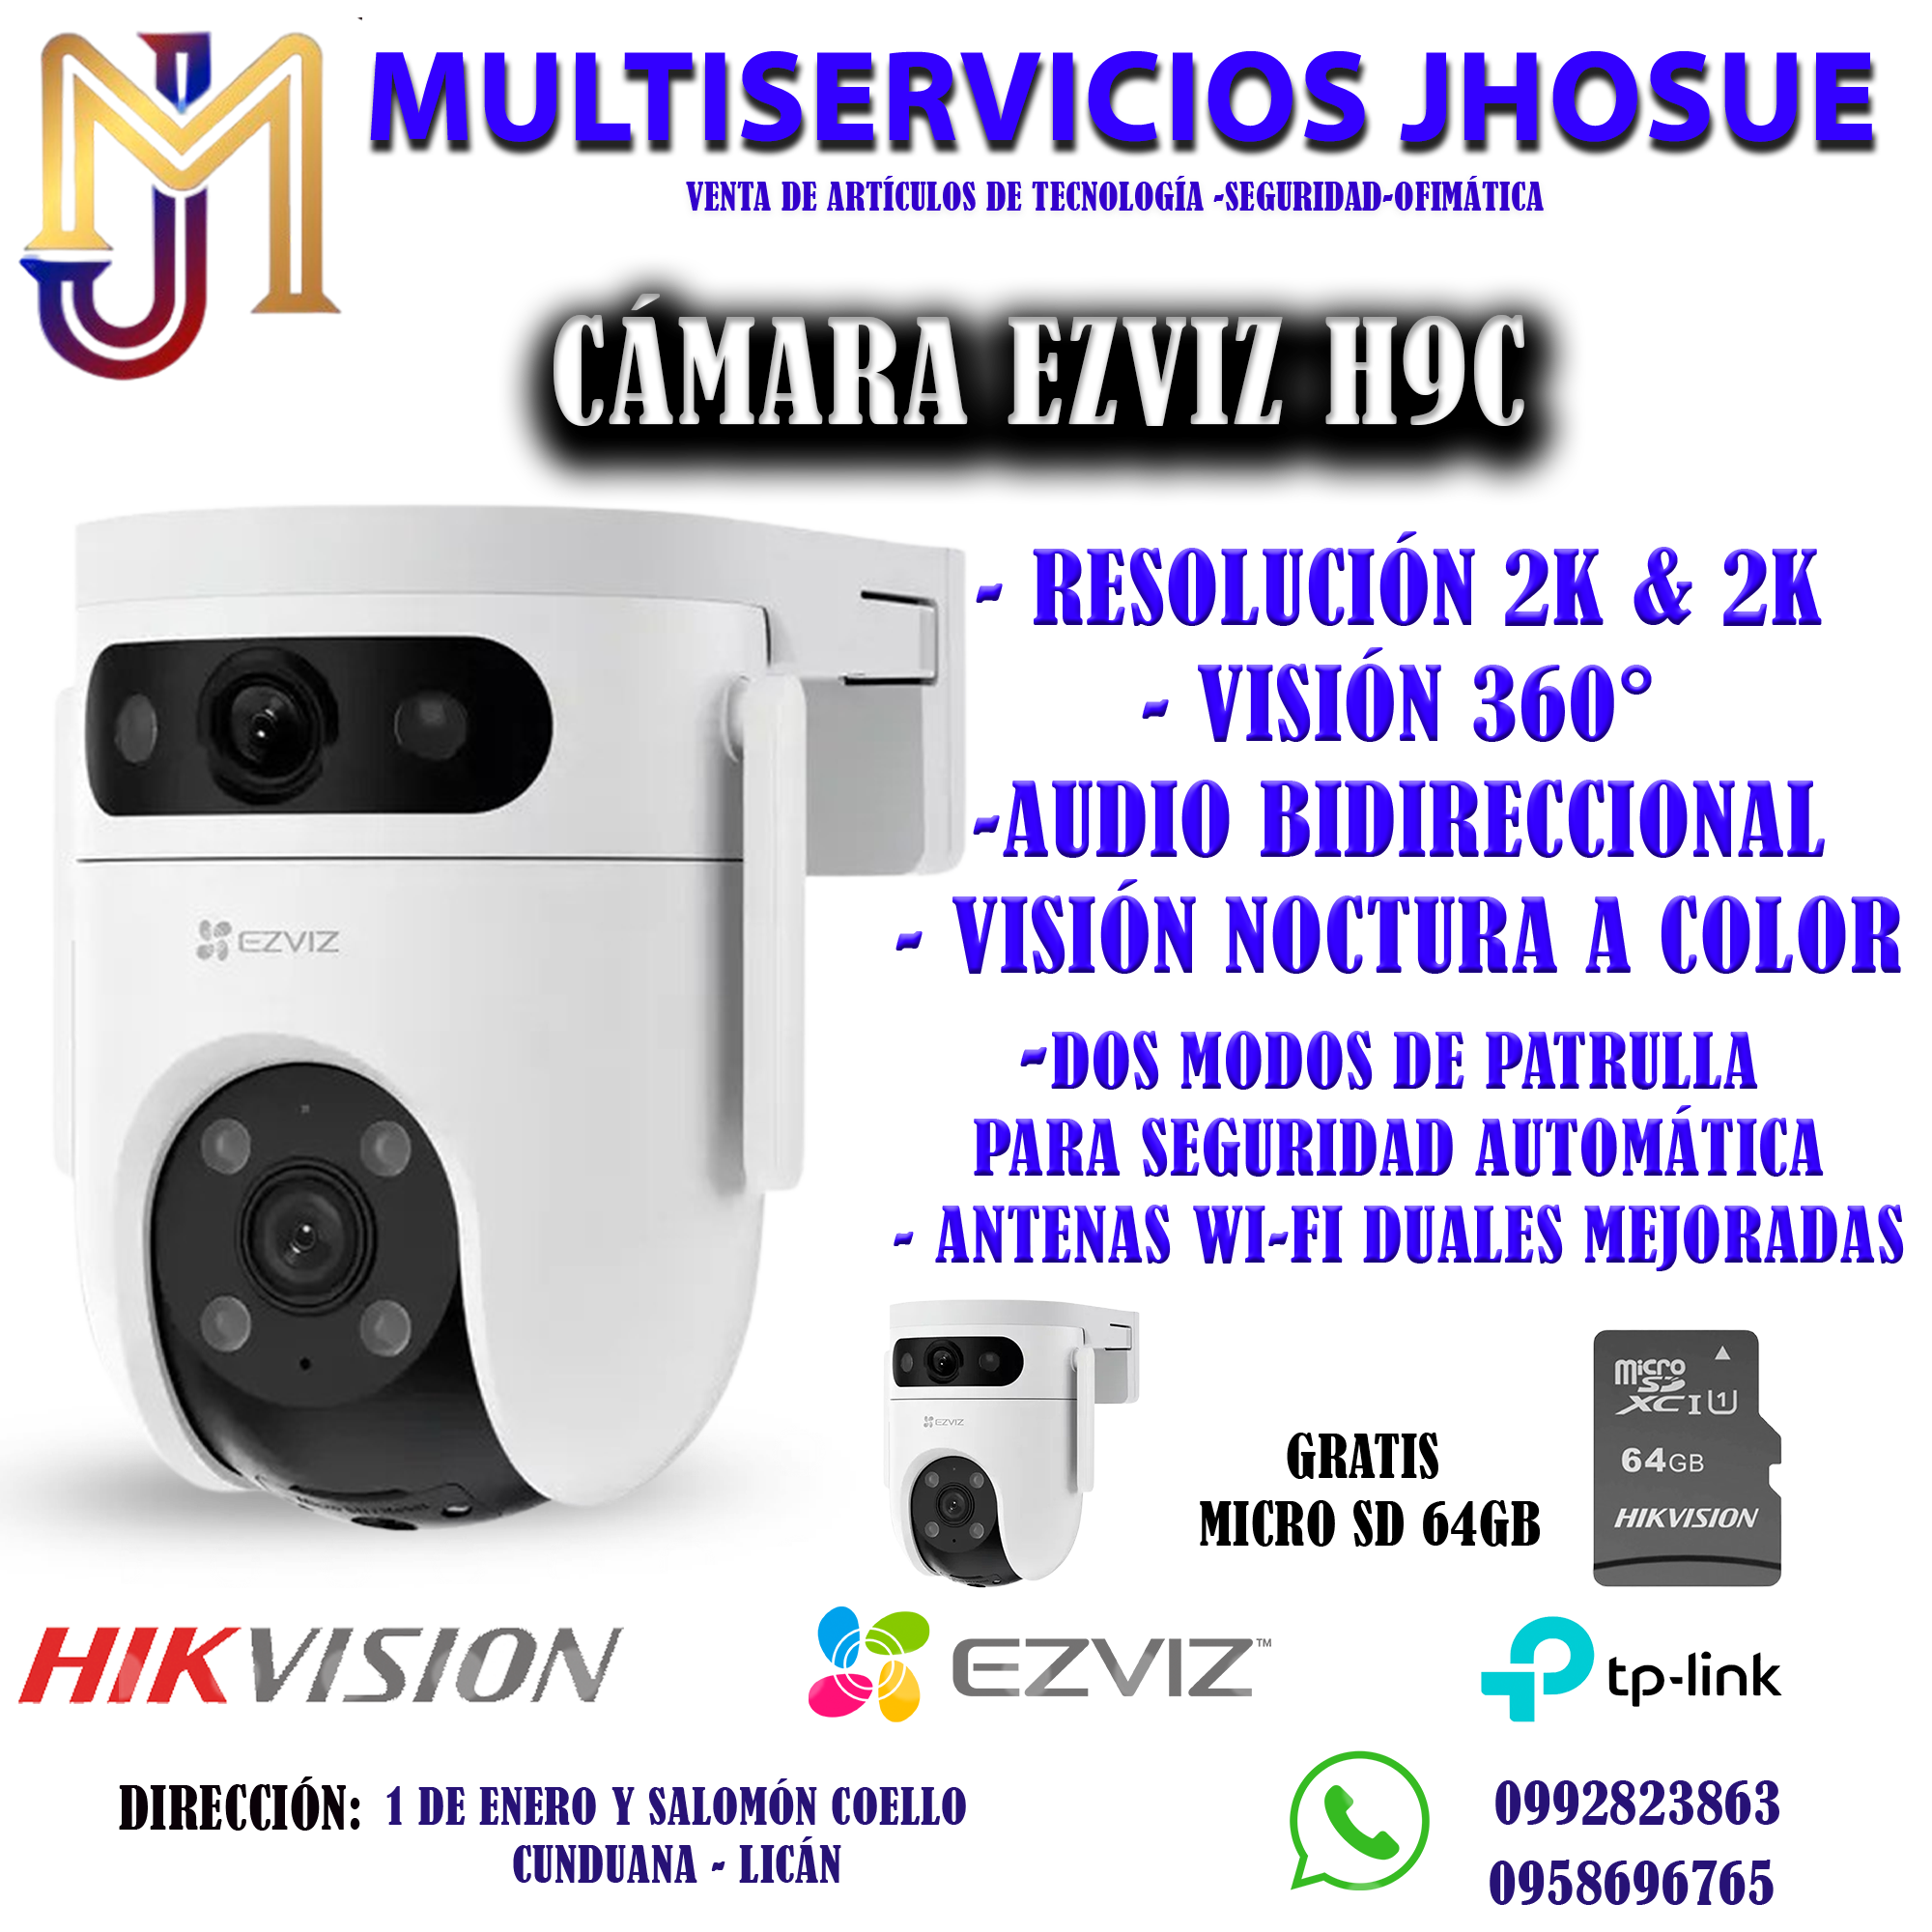 MJ
MULTISERVICIOS JHOSUE
VENTA DE ARTÍCULOS DE TECNOLOGÍA -SEGURIDAD-OFIMÁTICA
CÁMARA EZVIZ H9C
- RESOLUCIÓN 2K & 2K
- VISIÓN 360°
-AUDIO BIDIRECCIONAL
- VISIÓN NOCTURA A COLOR
-DOS MODOS DE PATRULLA
PARA SEGURIDAD AUTOMÁTICA
- ANTENAS WI-FI DUALES MEJORADAS
EZVIZ
EZVIZ
GRATIS
MICRO SD 64GB
micro
SD
XC I U1
64GB
HIKVISION
HIKVISION
EZVIZ™
tp-link
DIRECCIÓN: 1 DE ENERO Y SALOMÓN COELLO
CUNDUANA - LICÁN
0992823863
0958696765